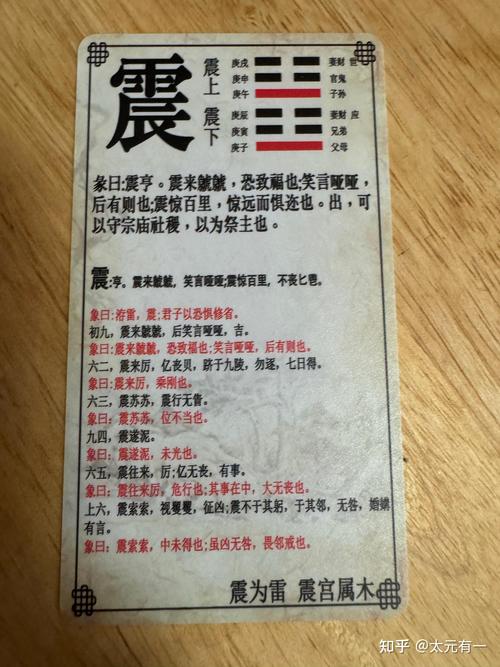 震
震上
震下
庚戌 妻财 世
庚申 官鬼
庚午 子孙
庚辰 妻财 应
庚寅 兄弟
庚子 父母
彖曰:震亨。震来虩虩，恐致福也;笑言哑哑，
后有则也;震惊百里，惊远而惧迩也。出，可
以守宗庙社稷，以为祭主也。
震:亨。震来虩虩，笑言哑哑;震惊百里，不丧匕鬯。
象曰:洊雷，震;君子以恐惧修省。
初九，震来虩虩，后笑言哑哑，吉。
象曰:震来虩虩，恐致福也;笑言哑哑，后有则也。
六二，震来厉，亿丧贝，跻于九陵，勿逐，七日得。
象曰:震来厉，乘刚也。
六三，震苏苏，震行无眚。
象曰：震苏苏，位不当也。
九四，震遂泥。
象曰:震遂泥，未光也。
六五，震往来，厉;亿无丧，有事。
象曰：震往来厉，危行也;其事在中，大无丧也。
上六，震索索，视矍矍，征凶;震不于其躬，于其邻，无咎，婚媾
有言。
象曰：震索索，中未得也;虽凶无咎，畏邻戒也。
震为雷 震宫属木
知乎 @太元有一